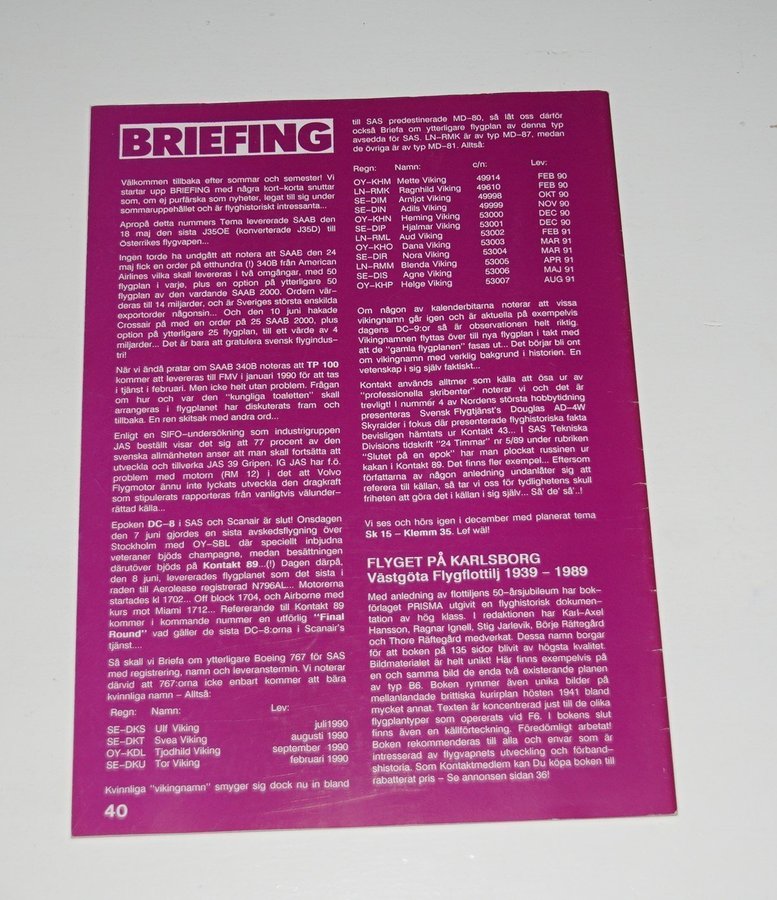 BRIEFING
Välkommen tillbaka efter sommar och semester! Vi
startar upp BRIEFING med några kort-korta snuttar
som, om ej purfärska som nyheter, legat till sig under
sommaruppehållet och är flyghistoriskt intressanta...
Apropå detta nummers Tema levererade SAAB den
18 maj den sista J35OE (konverterade J35D) till
Österrikes flygvapen...
Ingen torde ha undgått att notera att SAAB den 24
maj fick en order på etthundra (!) 340B från American
Airlines vilka skall levereras i två omgångar, med 50
flygplan i varje, plus en option på ytterligare 50
flygplan av den vardande SAAB 2000. Ordern vär-
deras till 14 miljarder, och är Sveriges största enskilda
exportorder någonsin... Och den 10 juni hakade
Crossair på med en order på 25 SAAB 2000, plus
option på ytterligare 25 flygplan, till ett värde av 4
miljarder... Det är bara att gratulera svensk flygindus-
tri!
När vi ändå pratar om SAAB 340B noteras att TP 100
kommer att levereras till FMV i januari 1990 för att tas
i tjänst i februari. Men icke helt utan problem. Frågan
om hur och var den "kungliga toaletten" skall
arrangeras i flygplanet har diskuterats fram och
tillbaka. En ren skitsak med andra ord...
Enligt en SIFO-undersökning som industrigruppen
JAS beställt visar det sig att 77 procent av den
svenska allmänheten anser att man skall fortsätta att
utveckla och tillverka JAS 39 Gripen. IG JAS har f.ö.
problem med motorn (RM 12) i det att Volvo
Flygmotor ännu inte lyckats utveckla den dragkraft
som stipulerats rapporteras från vanligtvis välunder-
rättad källa...
Epoken DC-8 i SAS och Scanair är slut! Onsdagen
den 7 juni gjordes en sista avskedsflygning över
Stockholm med OY-SBL där speciellt inbjudna
veteraner bjöds champagne, medan besättningen
därutöver bjöds på Kontakt 89...(!) Dagen därpå,
den 8 juni, levererades flygplanet som det sista i
raden till Aerolease registrerad N796AL... Motorerna
startades kl 1702... Off block 1704, och Airborne med
kurs mot Miami 1712... Refererande till Kontakt 89
kommer i kommande nummer en utförlig "Final
Round" vad gäller de sista DC-8:orna i Scanair's
tjänst....
Så skall vi Briefa om ytterligare Boeing 767 för SAS
med registrering, namn och leveranstermin. Vi noterar
därvid att 767:orna icke enbart kommer att bära
kvinnliga namn - Alltså:
Regn: Namn: Lev:
SE-DKS Ulf Viking juli1990
SE-DKT Svea Viking augusti 1990
OY-KDL Tjodhild Viking september 1990
SE-DKU Tor Viking februari 1990
Kvinnliga "vikingnamn" smyger sig dock nu in bland
40
till SAS predestinerade MD-80, så låt oss därför
också Briefa om ytterligare flygplan av denna typ
avsedda för SAS. LN-RMK är av typ MD-87, medan
de övriga är av typ MD-81. Alltså:
Regn: Namn: c/n: Lev:
OY-KHM Mette Viking 49914 FEB 90
LN-RMK Ragnhild Viking 49610 FEB 90
SE-DIM Arnljot Viking 49998 OKT 90
SE-DIN Adils Viking 49999 NOV 90
OY-KHN Heming Viking 53000 DEC 90
SE-DIP Hjalmar Viking 53001 DEC 90
LN-RML Aud Viking 53002 FEB 91
OY-KHO Dana Viking 53003 MAR 91
SE-DIR Nora Viking 53004 MAR 91
LN-RMM Blenda Viking 53005 APR 91
SE-DIS Agne Viking 53006 MAJ 91
OY-KHP Helge Viking 53007 AUG 91
Om någon av kalenderbitarna noterar att vissa
vikingnamn går igen och är aktuella på exempelvis
dagens DC-9:or så är observationen helt riktig.
Vikingnamnen flyttas över till nya flygplan i takt med
att de "gamla flygplanen" fasas ut... Det börjar bli ont
om vikingnamn med verklig bakgrund i historien. En
vetenskap i sig själv faktiskt...
Kontakt används alltmer som källa att ösa ur av
"professionella skribenter" noterar vi och det är
trevligt! I nummér 4 av Nordens största hobbytidning
presenteras Svensk Flygtjänst's Douglas AD-4W
Skyraider i fokus där presenterade flyghistoriska fakta
bevisligen hämtats ur Kontakt 43... I SAS Tekniska
Divisions tidskrift "24 Timmar" nr 5/89 under rubriken
"Slutet på en epok" har man plockat russinen ur
kakan i Kontakt 89. Det finns fler exempel... Eftersom
författarna av någon anledning undanlåter sig att
referera till källan, så tar vi oss för tydlighetens skull
friheten att göra det i källan i sig själv... Så' de' så'..!
Vi ses och hörs igen i december med planerat tema
Sk 15 - Klemm 35. Lef wäl!
FLYGET PÅ KARLSBORG
Västgöta Flygflottilj 1939 - 1989
Med anledning av flottiljens 50-årsjubileum har bok-
förlaget PRISMA utgivit en flyghistorisk dokumen-
tation av hög klass. I redaktionen har Karl-Axel
Hansson, Ragnar Ignell, Stig Jarlevik, Börje Räftegård
och Thore Räftegård medverkat. Dessa namn borgar
för att boken på 135 sidor blivit av högsta kvalitet.
Bildmaterialet är helt unikt! Här finns exempelvis på
en och samma bild de enda två existerande planen
av typ B6. Boken rymmer även unika bilder på
mellanlandade brittiska kurirplan hösten 1941 bland
mycket annat. Texten är koncentrerad just till de olika
flygplantyper som opererats vid F6. I bokens slut
finns även en källförteckning. Föredömligt arbetat!
Boken rekommenderas till alla och envar som är
intresserad av flygvapnets utveckling och förband-
shistoria. Som Kontaktmedlem kan Du köpa boken till
rabatterat pris - Se annonsen sidan 36!